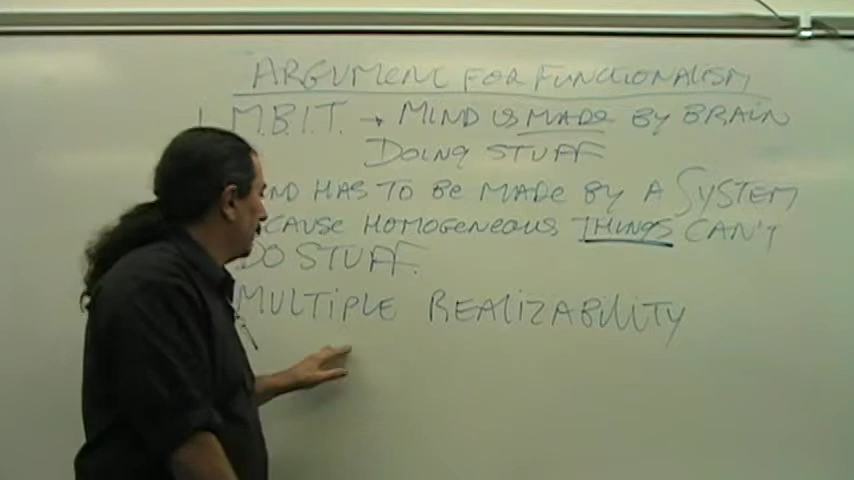 ARGUMENT FOR FUNCTIONALISM
1 M.B.I.T. → MIND IS MADE BY BRAIN
DOING STUFF
HAS TO BE MADE BY A SYSTEM
HOMOGENEOUS THINGS CAN'T
DO STUFF.
MULTIPLE REALIZABILITY